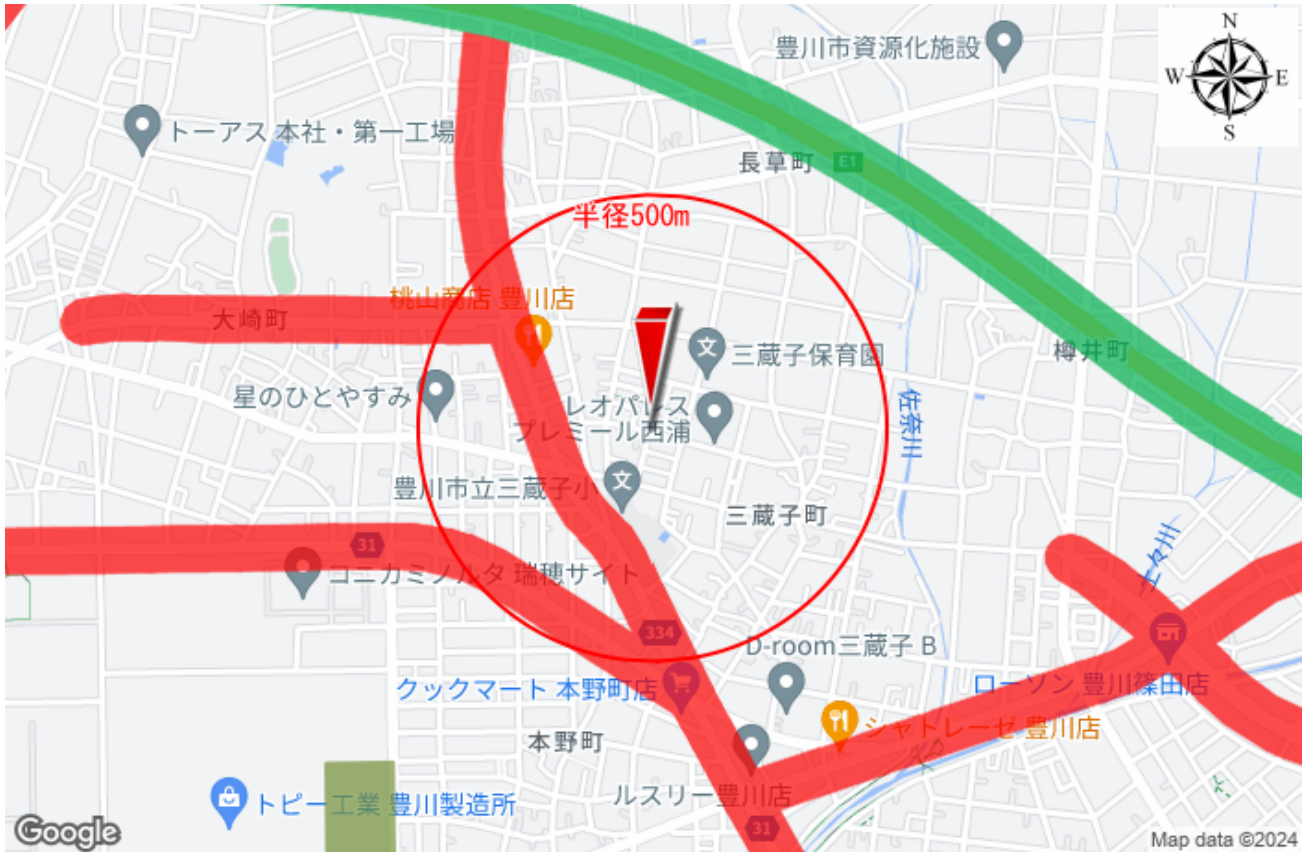 豊川市資源化施設
N
W
E
S
トーアス 本社・第一工場
長草町
E1
半径500m
桃山商店 豊川店
大崎町
三蔵子保育園
樽井町
星のひとやすみ
レオパレス
プレミール西浦
佐奈川
豊川市立三蔵子小
三蔵子町
31
コニカミノルタ 瑞穂サイト
334
D-room三蔵子 B
クックマート 本野町店
ローソン 豊川篠田店
シャトレーゼ 豊川店
本野町
トピー工業 豊川製造所
ルスリー豊川店
31
Google
Map data ©2024